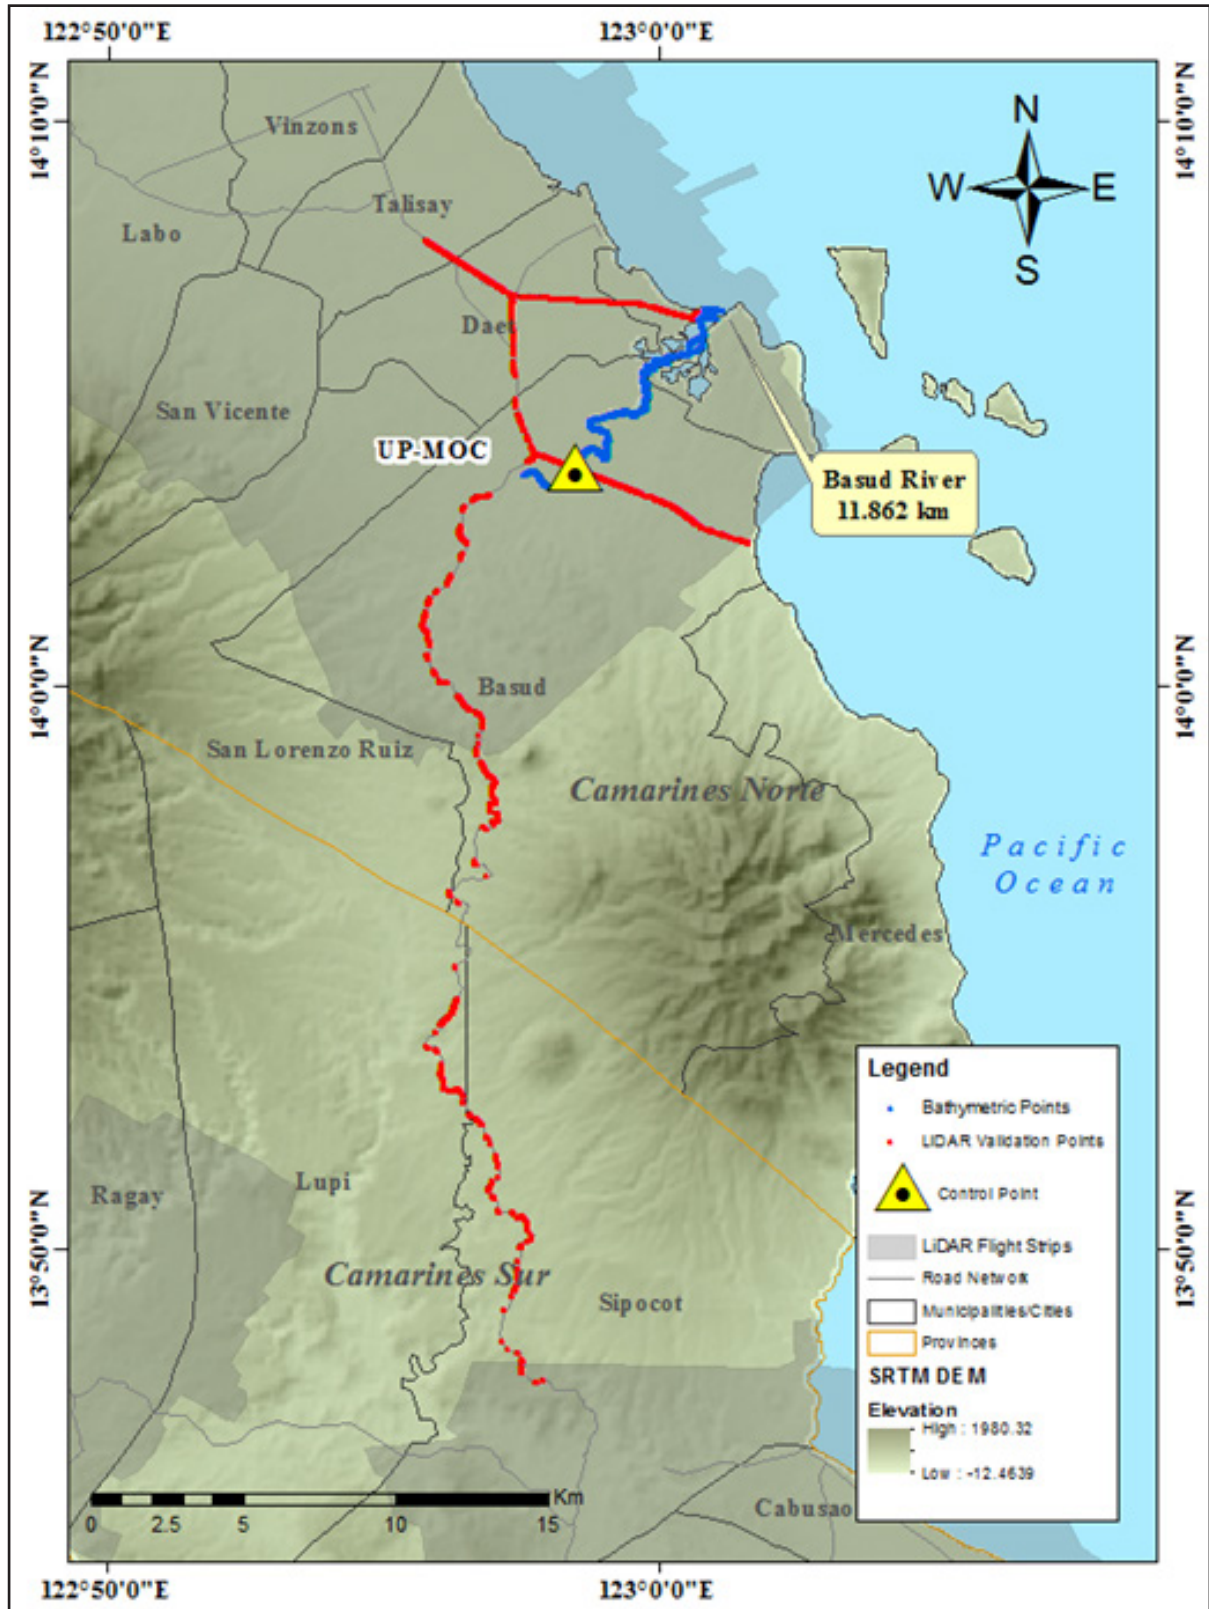 122°50'0"E 123°0'0"E
14°10'0"N 14°10'0"N
N
W E
S
Vinzons
Talisay
Labo
Daet
San Vicente
UP-MOC
Basud River
11.862 km
14°0'0"N 14°0'0"N
Basud
San Lorenzo Ruiz
Camarines Norte
Pacific
Ocean
Mercedes
Legend
Bathymetric Points
LIDAR Validation Points
Control Point
LiDAR Flight Strips
Road Network
Municipalities/Cities
Provinces
SRTM DEM
Elevation
High : 1980.32
Low : -12.4639
Ragay
Lupi
13°50'0"N 13°50'0"N
Camarines Sur
Sipocot
Cabusao
Km
0 2.5 5 10 15
122°50'0"E 123°0'0"E